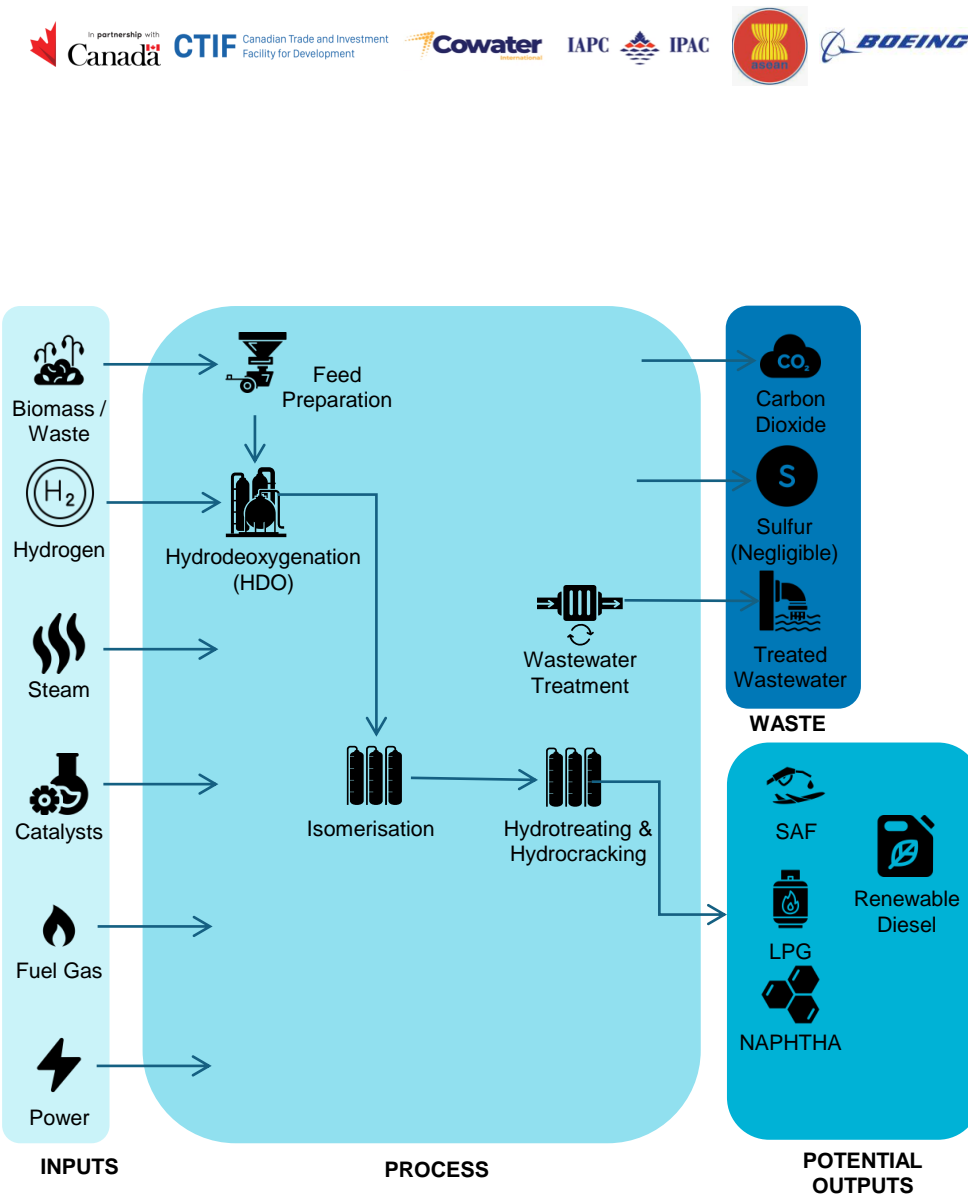 In partnership with
Canada
CTIF
Canadian Trade and Investment
Facility for Development
Cowater
International
IAPC
IPAC
asean
BOEING
Biomass /
Waste
H2
Hydrogen
Steam
Catalysts
Fuel Gas
Power
INPUTS
Feed
Preparation
Hydrodeoxygenation
(HDO)
Wastewater
Treatment
Isomerisation
Hydrotreating &
Hydrocracking
PROCESS
CO2
Carbon
Dioxide
S
Sulfur
(Negligible)
Treated
Wastewater
WASTE
SAF
Renewable
Diesel
LPG
NAPHTHA
POTENTIAL
OUTPUTS